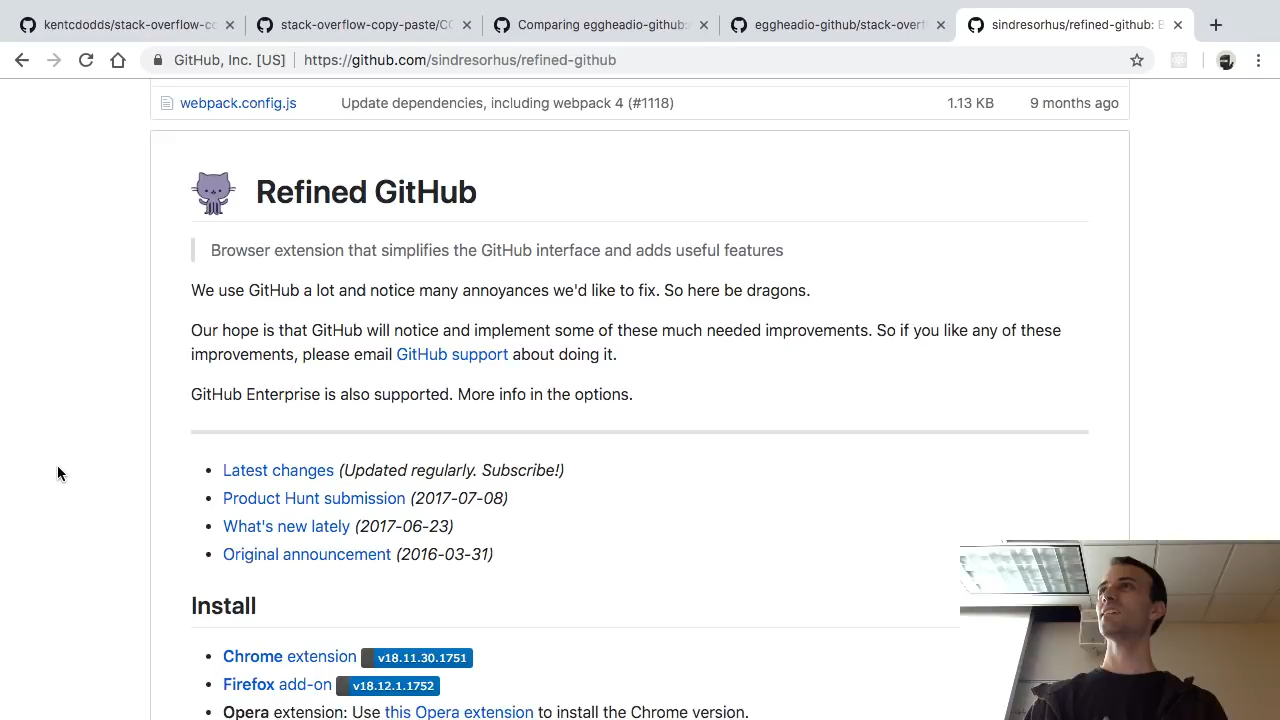 kentcdodds/stack-overflow-co
stack-overflow-copy-paste/CO
Comparing eggheadio-github:
eggheadio-github/stack-overf
sindresorhus/refined-github: B
GitHub, Inc. [US]
https://github.com/sindresorhus/refined-github
webpack.config.js
Update dependencies, including webpack 4 (#1118)
1.13 KB
9 months ago
Refined GitHub
Browser extension that simplifies the GitHub interface and adds useful features
We use GitHub a lot and notice many annoyances we'd like to fix. So here be dragons.
Our hope is that GitHub will notice and implement some of these much needed improvements. So if you like any of these
improvements, please email GitHub support about doing it.
GitHub Enterprise is also supported. More info in the options.
Latest changes (Updated regularly. Subscribe!)
Product Hunt submission (2017-07-08)
What's new lately (2017-06-23)
Original announcement (2016-03-31)
Install
Chrome extension v18.11.30.1751
Firefox add-on v18.12.1.1752
Opera extension: Use this Opera extension to install the Chrome version.